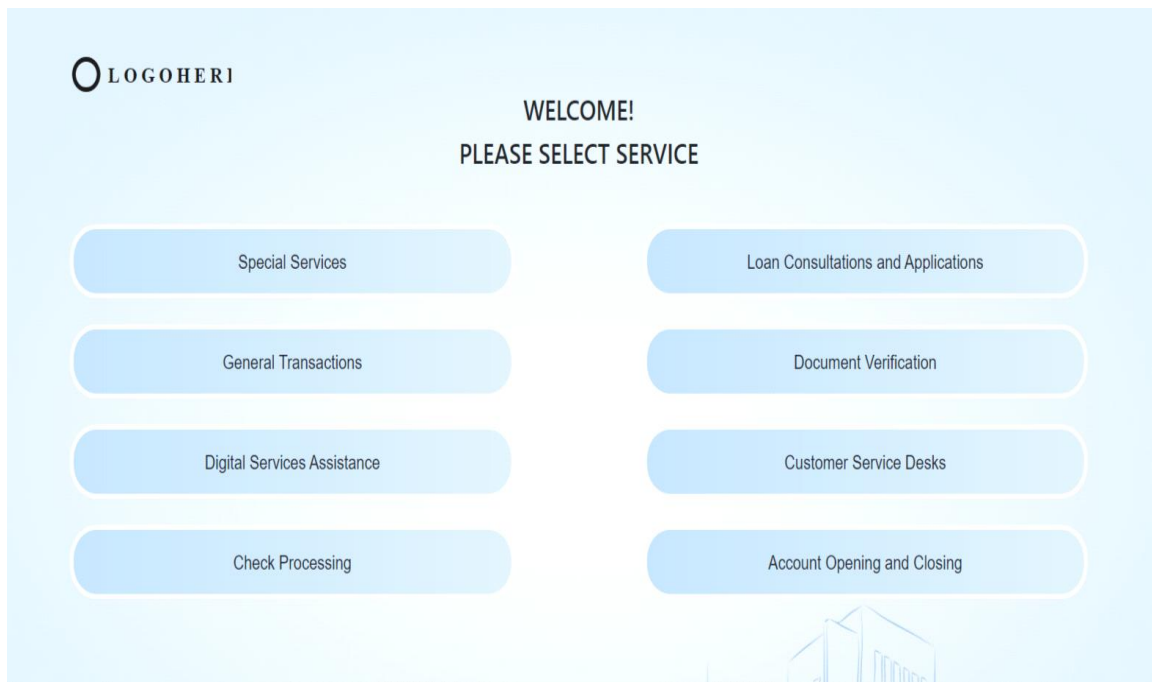 LOGOHERI
WELCOME!
PLEASE SELECT SERVICE
Special Services
Loan Consultations and Applications
General Transactions
Document Verification
Digital Services Assistance
Customer Service Desks
Check Processing
Account Opening and Closing